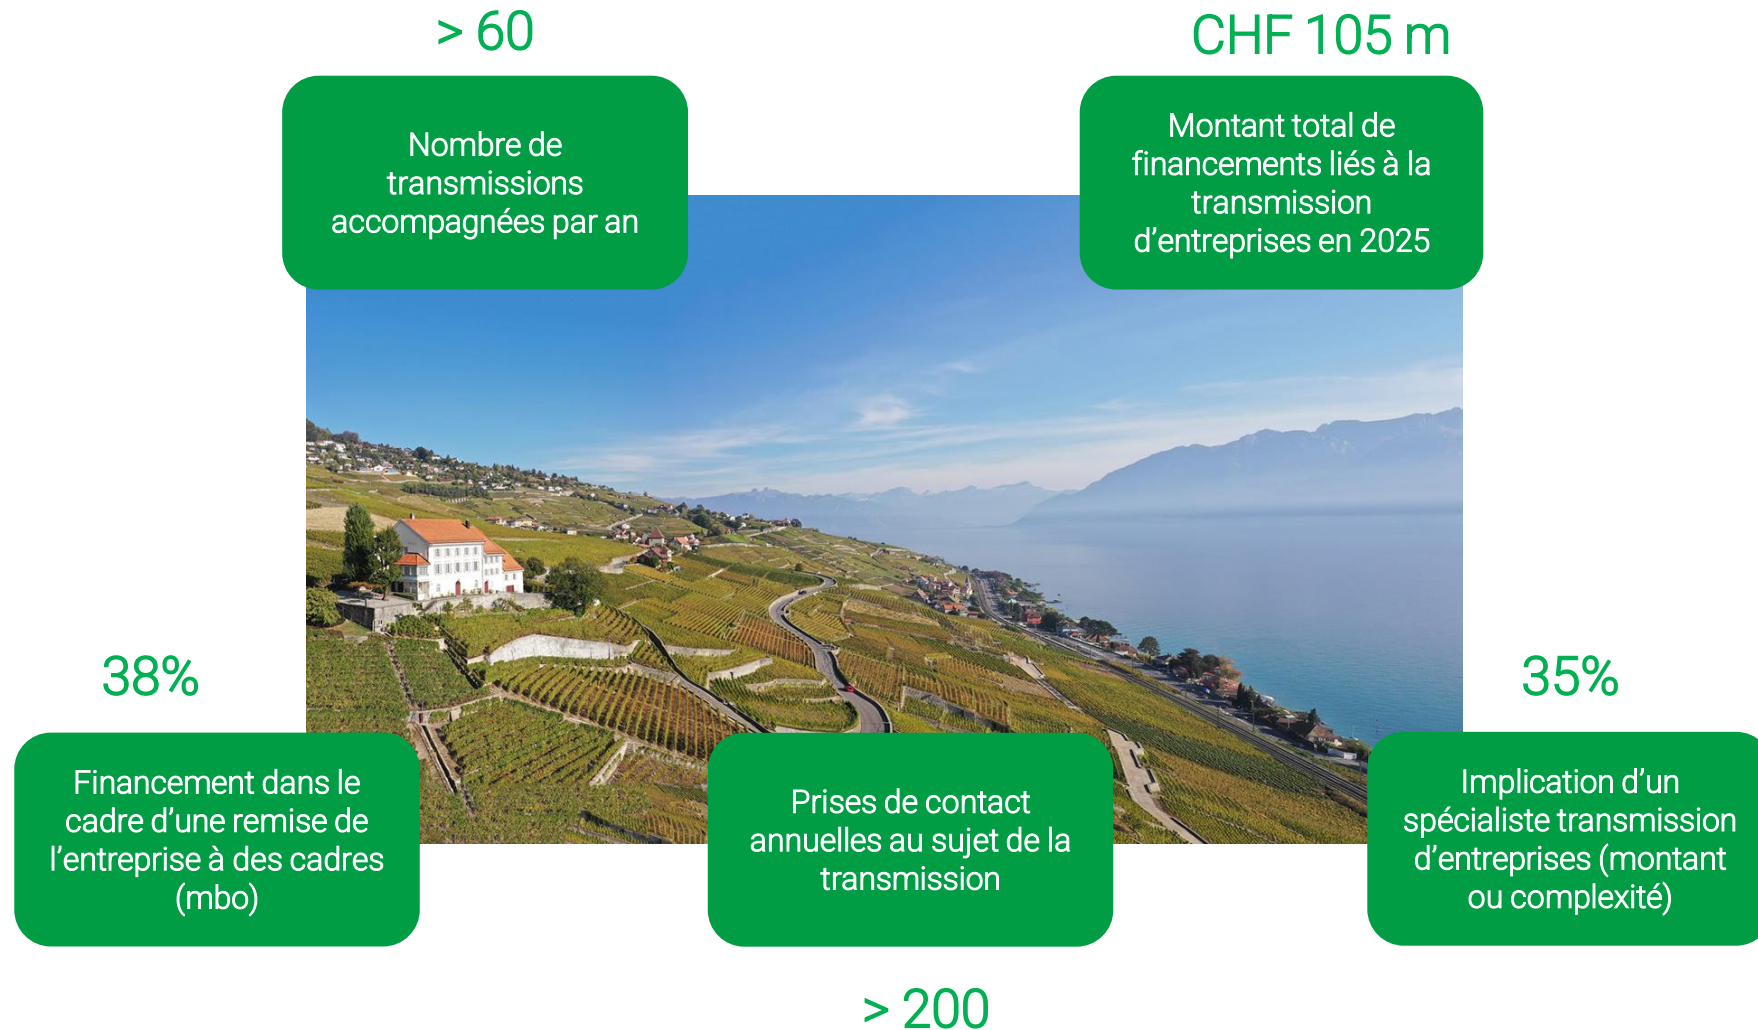 > 60
Nombre de
transmissions
accompagnées par an
CHF 105 m
Montant total de
financements liés à la
transmission
d’entreprises en 2025
38%
Financement dans le
cadre d’une remise de
l’entreprise à des cadres
(mbo)
Prises de contact
annuelles au sujet de la
transmission
> 200
35%
Implication d’un
spécialiste transmission
d’entreprises (montant
ou complexité)